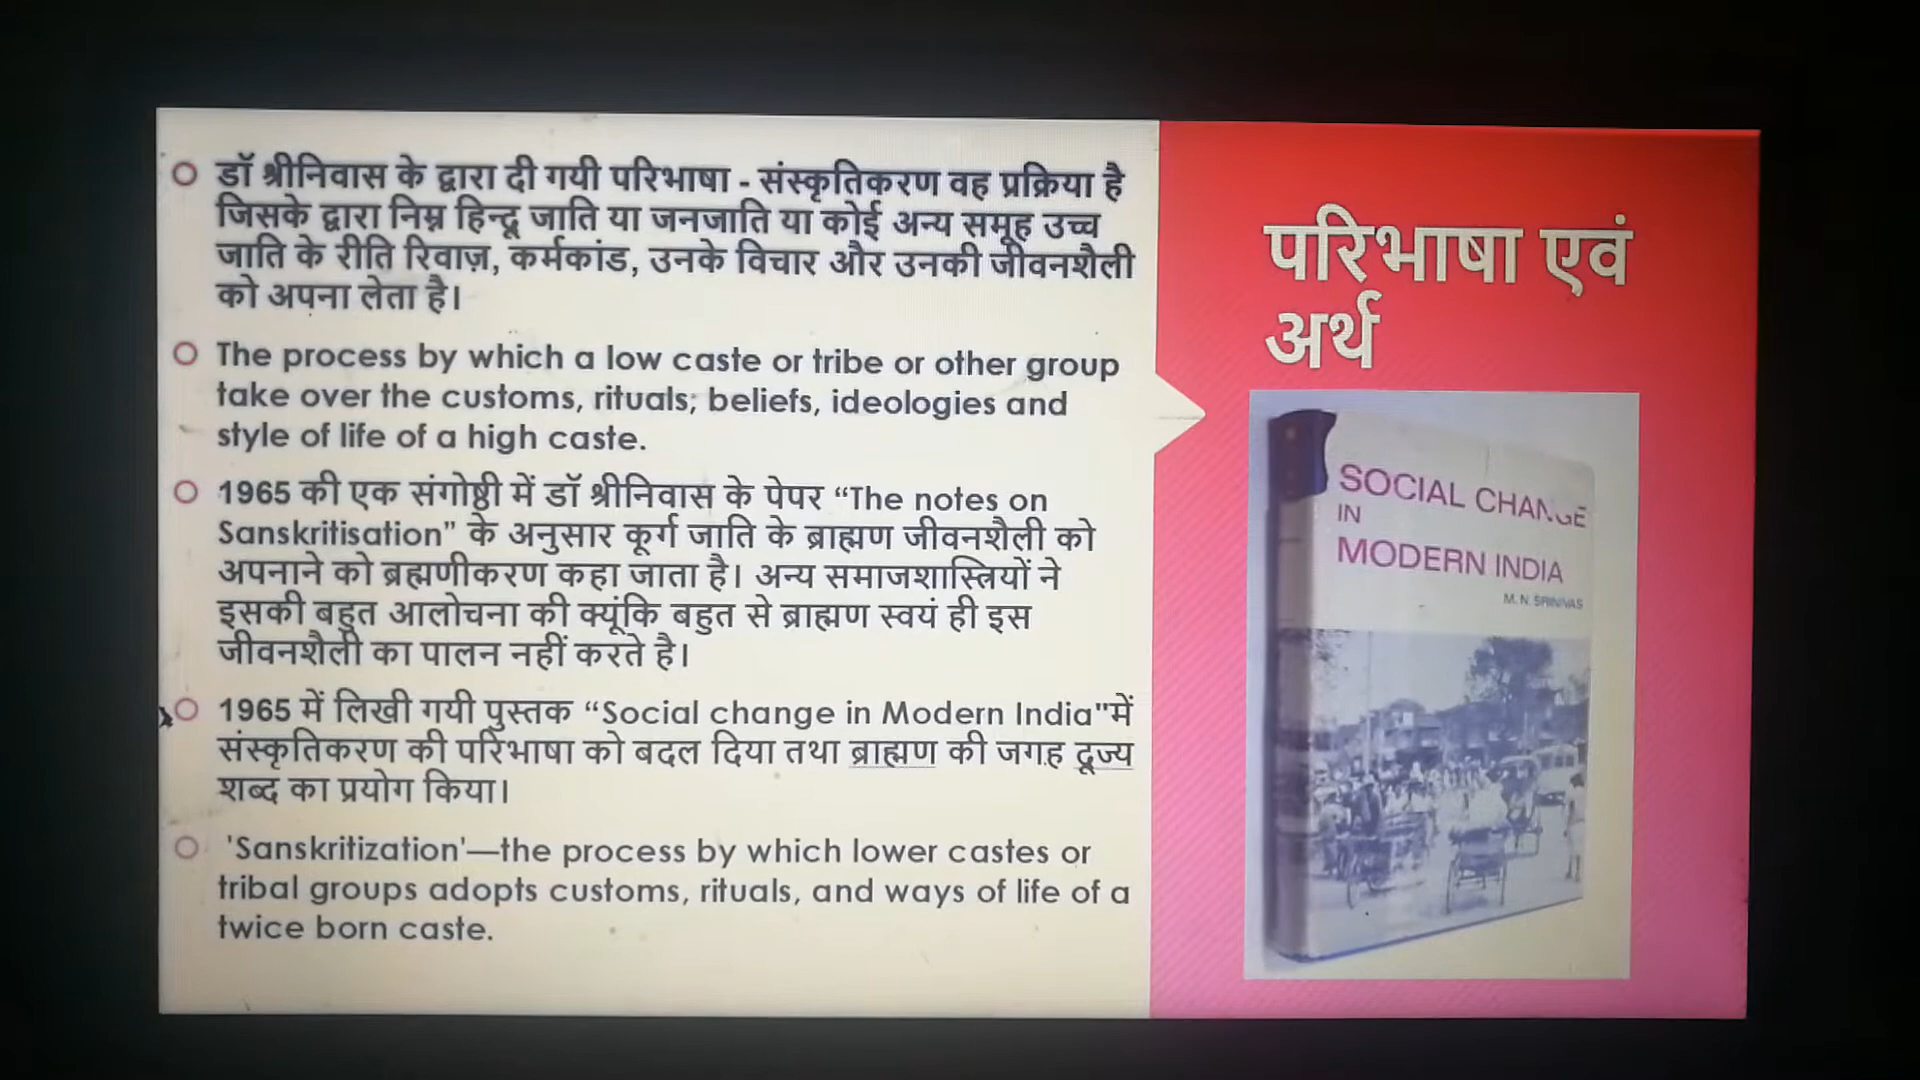 डॉ श्रीनिवास के द्वारा दी गयी परिभाषा - संस्कृतिकरण वह प्रक्रिया है
जिसके द्वारा निम्न हिन्दू जाति या जनजाति या कोई अन्य समूह उच्च
जाति के रीति रिवाज़, कर्मकांड, उनके विचार और उनकी जीवनशैली
को अपना लेता है।
The process by which a low caste or tribe or other group
take over the customs, rituals; beliefs, ideologies and
style of life of a high caste.
1965 की एक संगोष्ठी में डॉ श्रीनिवास के पेपर “The notes on
Sanskritisation” के अनुसार कूर्ग जाति के ब्राह्मण जीवनशैली को
अपनाने को ब्रह्मणीकरण कहा जाता है। अन्य समाजशास्त्रियों ने
इसकी बहुत आलोचना की क्यूंकि बहुत से ब्राह्मण स्वयं ही इस
जीवनशैली का पालन नहीं करते है।
1965 में लिखी गयी पुस्तक “Social change in Modern India"में
संस्कृतिकरण की परिभाषा को बदल दिया तथा ब्राह्मण की जगह दूज्य
शब्द का प्रयोग किया।
'Sanskritization'—the process by which lower castes or
tribal groups adopts customs, rituals, and ways of life of a
twice born caste.
परिभाषा एवं
अर्थ
SOCIAL CHANGE
IN
MODERN INDIA
M. N. SRINIVAS